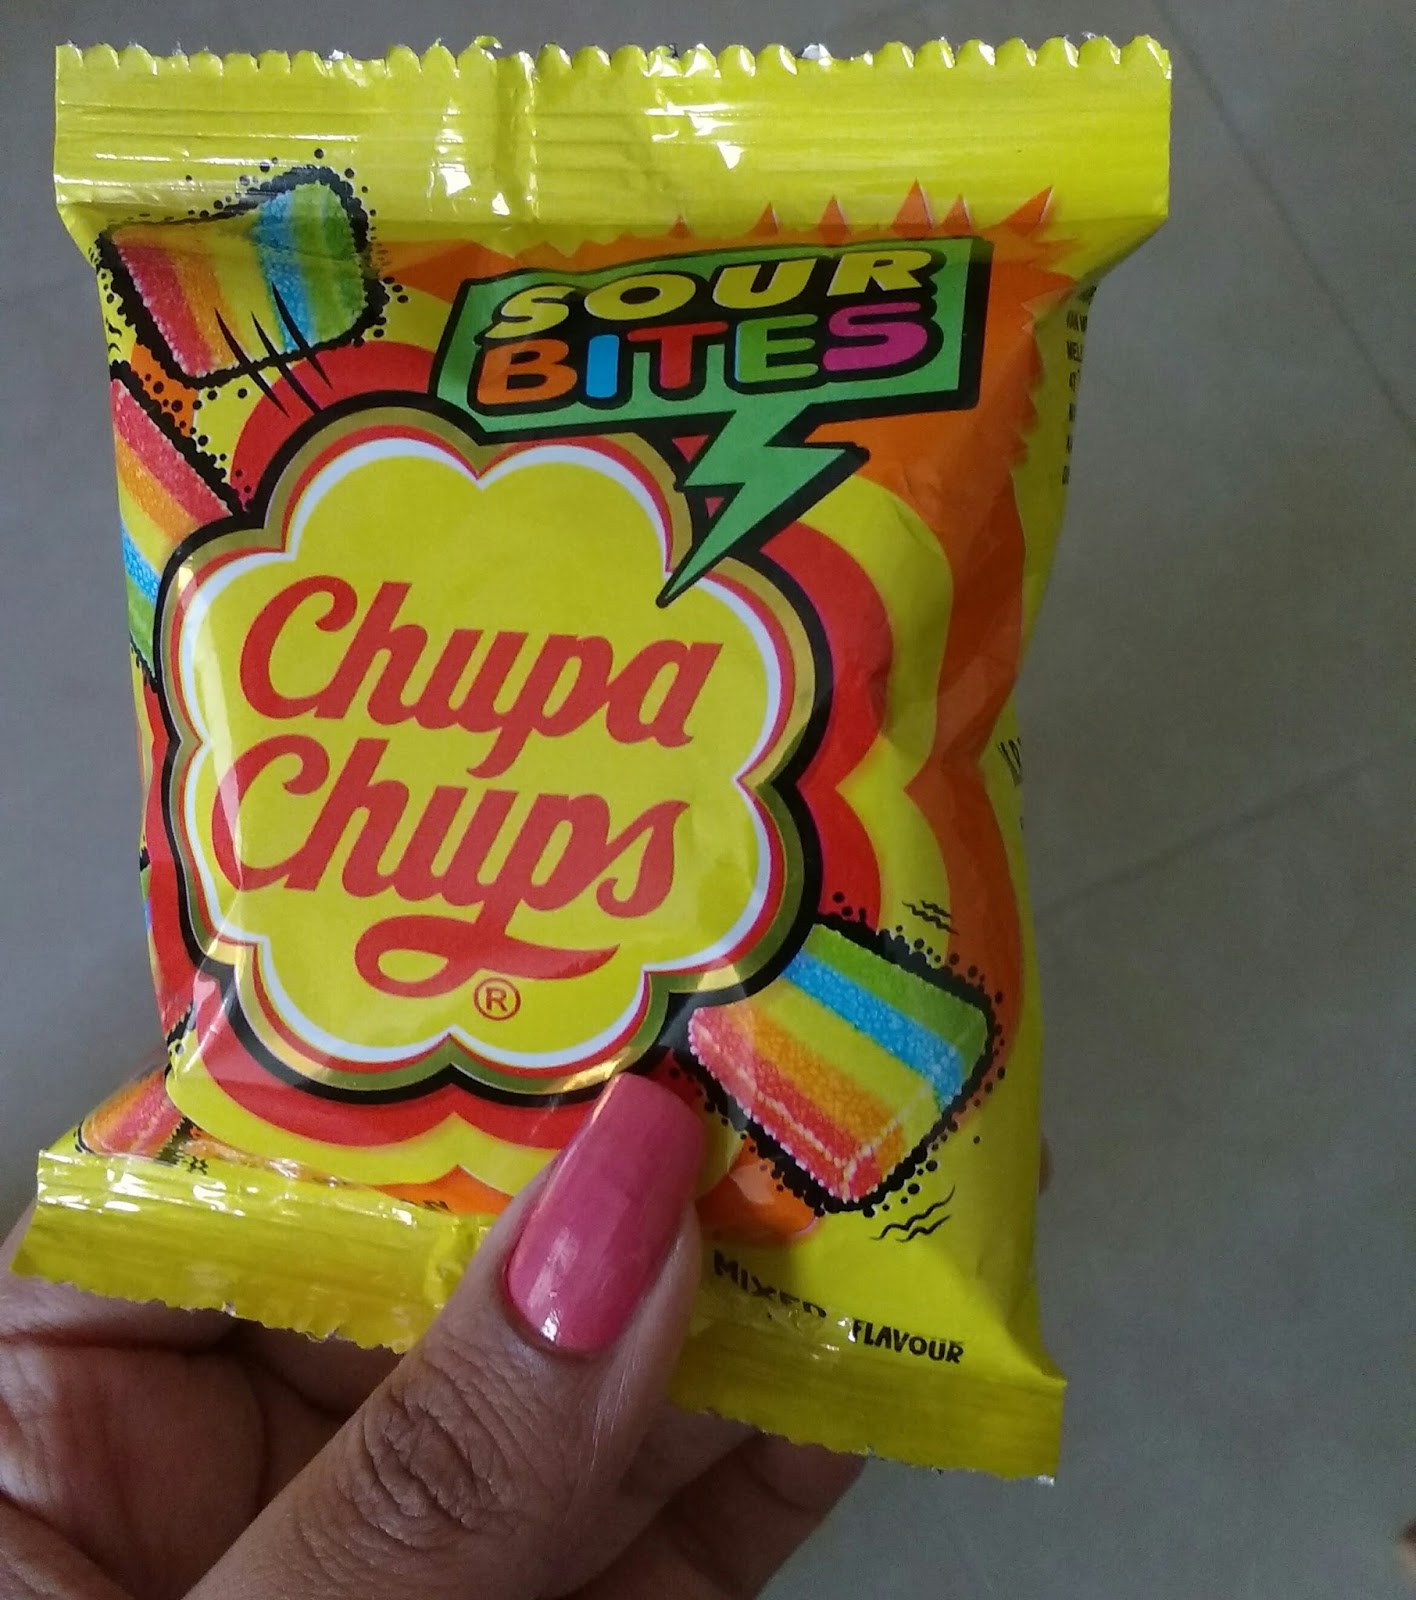 SOUR
BITES
Chupa
Chups
®
MIXED FLAVOUR